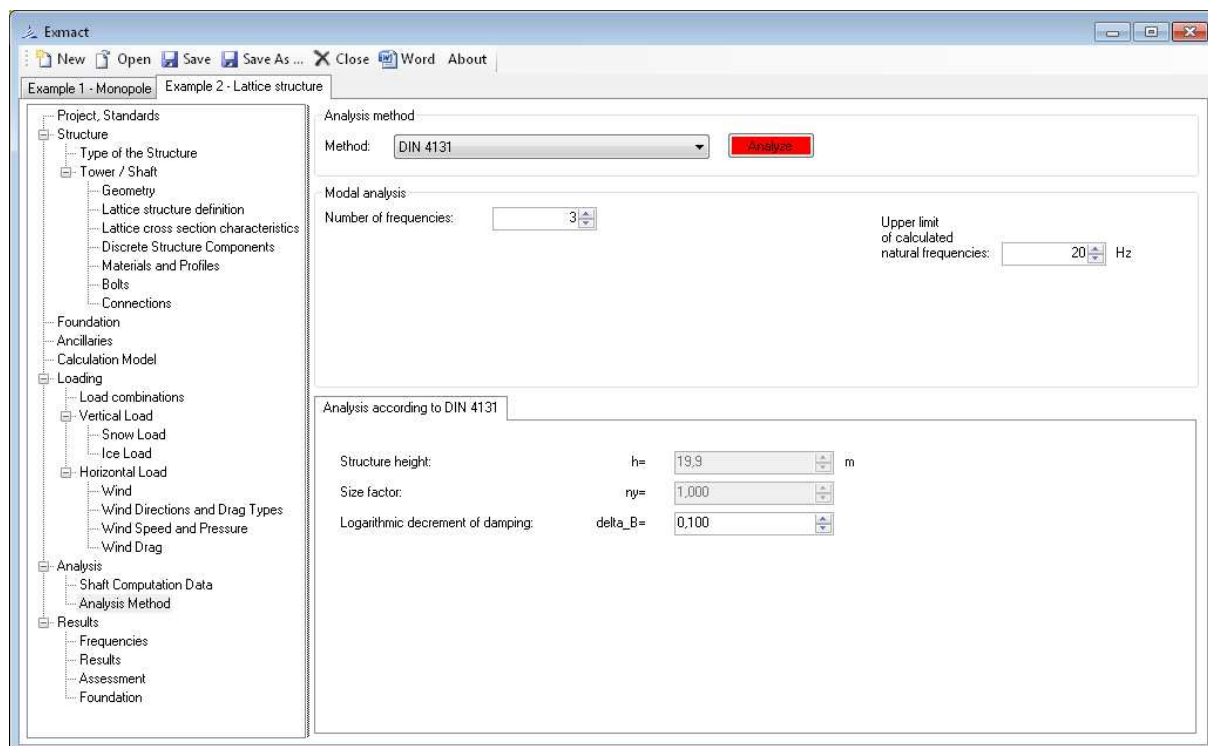 Exmact
New Open Save Save As ... Close Word About
Example 1 - Monopole Example 2 - Lattice structure
Project, Standards
Structure
Type of the Structure
Tower / Shaft
Geometry
Lattice structure definition
Lattice cross section characteristics
Discrete Structure Components
Materials and Profiles
Bolts
Connections
Foundation
Ancillaries
Calculation Model
Loading
Load combinations
Vertical Load
Snow Load
Ice Load
Horizontal Load
Wind
Wind Directions and Drag Types
Wind Speed and Pressure
Wind Drag
Analysis
Shaft Computation Data
Analysis Method
Results
Frequencies
Results
Assessment
Foundation
Analysis method
Method: DIN 4131 Analyze
Modal analysis
Number of frequencies: 3
Upper limit
of calculated
natural frequencies: 20 Hz
Analysis according to DIN 4131
Structure height: h= 19,9 m
Size factor: ny= 1,000
Logarithmic decrement of damping: delta_B= 0,100